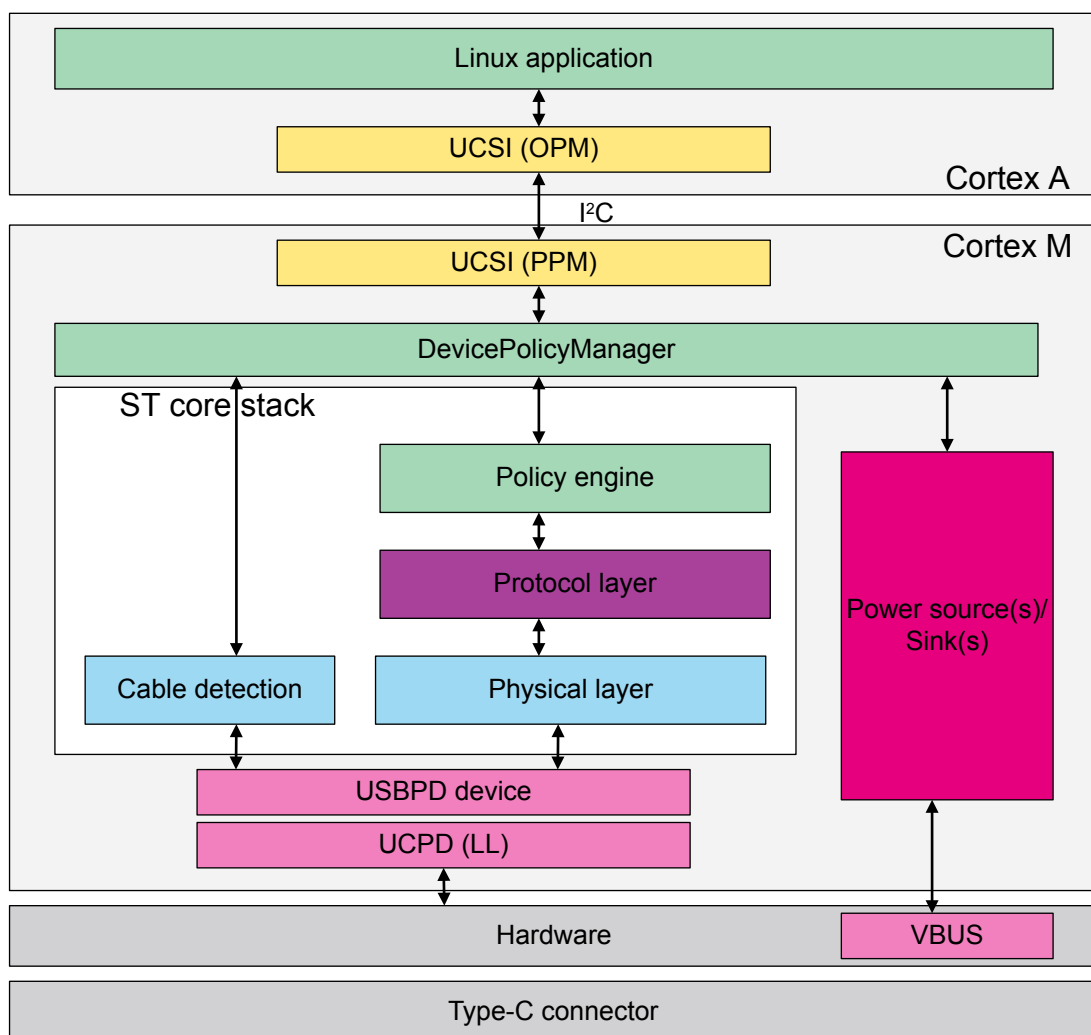 Linux application
UCSI (OPM)
Cortex A
I²C
Cortex M
UCSI (PPM)
DevicePolicyManager
ST core stack
Policy engine
Protocol layer
Power source(s)/
Sink(s)
Cable detection
Physical layer
USBPD device
UCPD (LL)
Hardware
VBUS
Type-C connector